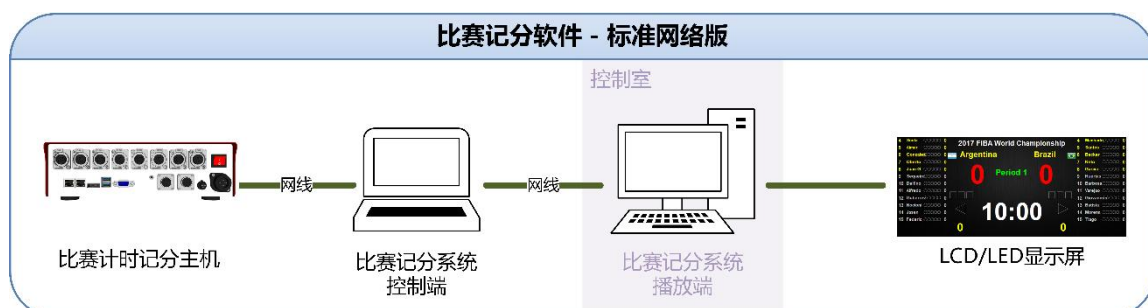 比赛记分软件 - 标准网络版
控制室
网线
网线
2017 FIBA World Championship
Argentina
Brazil
0
Period 1
0
10:00
0
0
比赛计时记分主机
比赛记分系统
控制端
比赛记分系统
播放端
LCD/LED显示屏